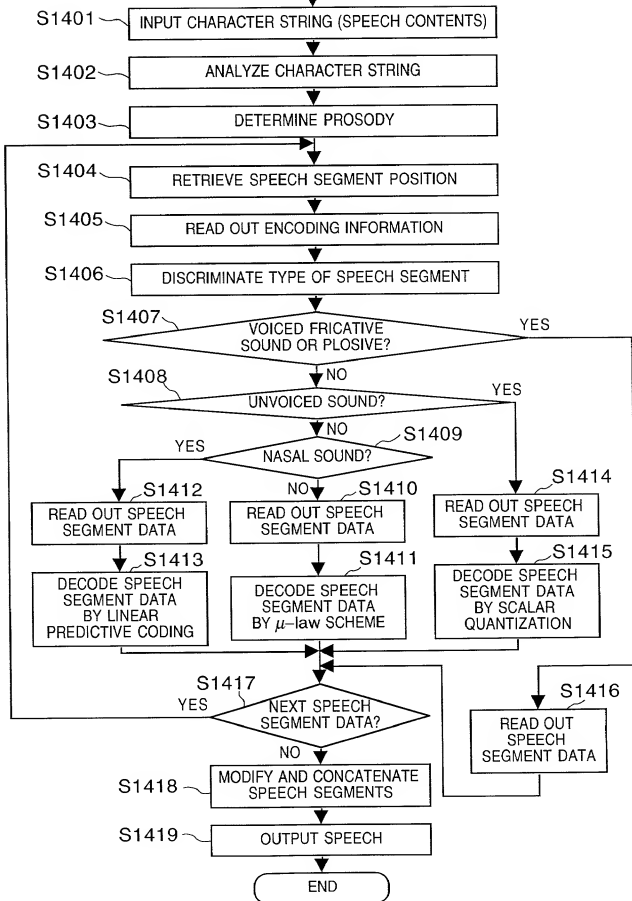 S1401
INPUT CHARACTER STRING (SPEECH CONTENTS)
S1402
ANALYZE CHARACTER STRING
S1403
DETERMINE PROSODY
S1404
RETRIEVE SPEECH SEGMENT POSITION
S1405
READ OUT ENCODING INFORMATION
S1406
DISCRIMINATE TYPE OF SPEECH SEGMENT
S1407
VOICED FRICATIVE
SOUND OR PLOSIVE?
YES
NO
S1408
UNVOICED SOUND?
YES
NO
S1409
NASAL SOUND?
YES
NO
S1412
READ OUT SPEECH
SEGMENT DATA
S1410
READ OUT SPEECH
SEGMENT DATA
S1414
READ OUT SPEECH
SEGMENT DATA
S1413
DECODE SPEECH
SEGMENT DATA
BY LINEAR
PREDICTIVE CODING
S1411
DECODE SPEECH
SEGMENT DATA
BY μ-law SCHEME
S1415
DECODE SPEECH
SEGMENT DATA
BY SCALAR
QUANTIZATION
S1417
NEXT SPEECH
SEGMENT DATA?
YES
NO
S1416
READ OUT
SPEECH
SEGMENT DATA
S1418
MODIFY AND CONCATENATE
SPEECH SEGMENTS
S1419
OUTPUT SPEECH
END